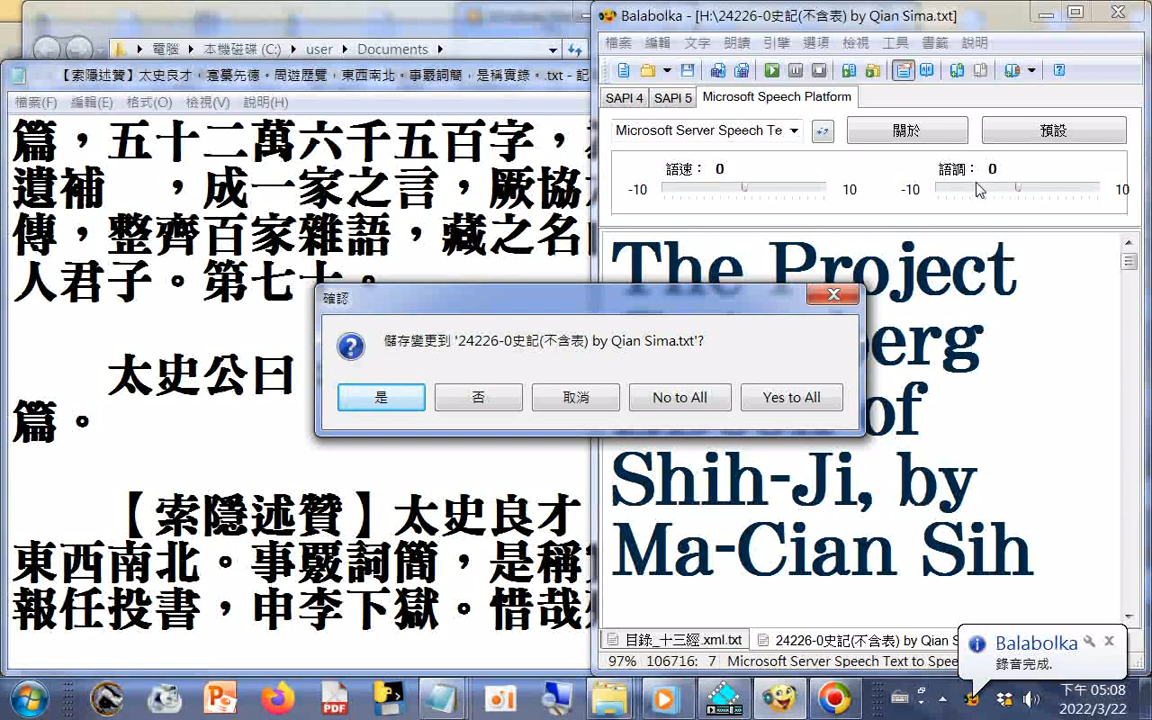 電腦 ▸ 本機磁碟 (C:) ▸ user ▸ Documents ▸
【索隱述贊】太史良才，寔纂先德。周遊歷覽，東西南北。事覈詞簡，是稱實錄。.txt - 記
檔案(F) 編輯(E) 格式(O) 檢視(V) 說明(H)
篇，五十二萬六千五百字，
遺補　，成一家之言，厥協
傳，整齊百家雜語，藏之名
人君子。第七十。
太史公曰
篇。
【索隱述贊】太史良才
東西南北。事覈詞簡，是稱
報任投書，申李下獄。惜哉
Balabolka - [H:\24226-0史記(不含表) by Qian Sima.txt]
檔案 編輯 文字 朗讀 引擎 選項 檢視 工具 書籤 說明
SAPI 4 SAPI 5 Microsoft Speech Platform
Microsoft Server Speech Te 關於 預設
語速： 0 語調： 0
-10 10 -10 10
The Project
erg
of
Shih-Ji, by
Ma-Cian Sih
確認
儲存變更到 '24226-0史記(不含表) by Qian Sima.txt'?
是 否 取消 No to All Yes to All
目錄_十三經.xml.txt 24226-0史記(不含表) by Qian S
97% 106716: 7 Microsoft Server Speech Text to Spee
Balabolka
錄音完成.
PDF
下午 05:08
2022/3/22